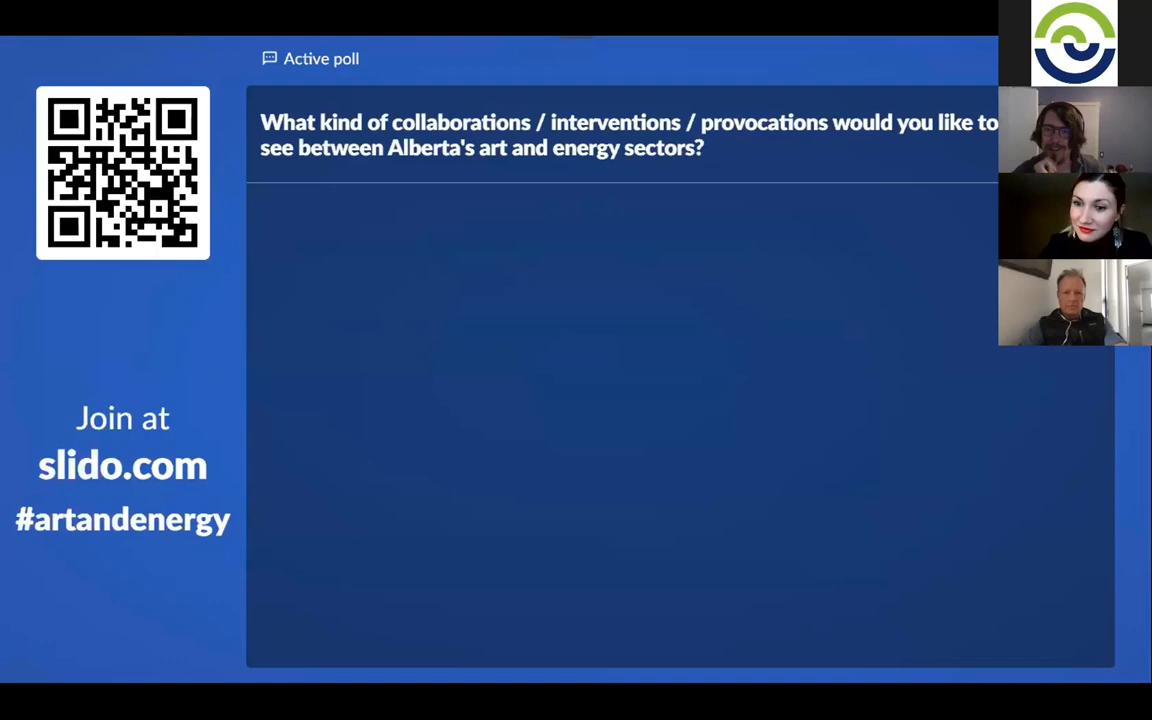 Active poll
What kind of collaborations / interventions / provocations would you like to
see between Alberta's art and energy sectors?
Join at
slido.com
#artandenergy